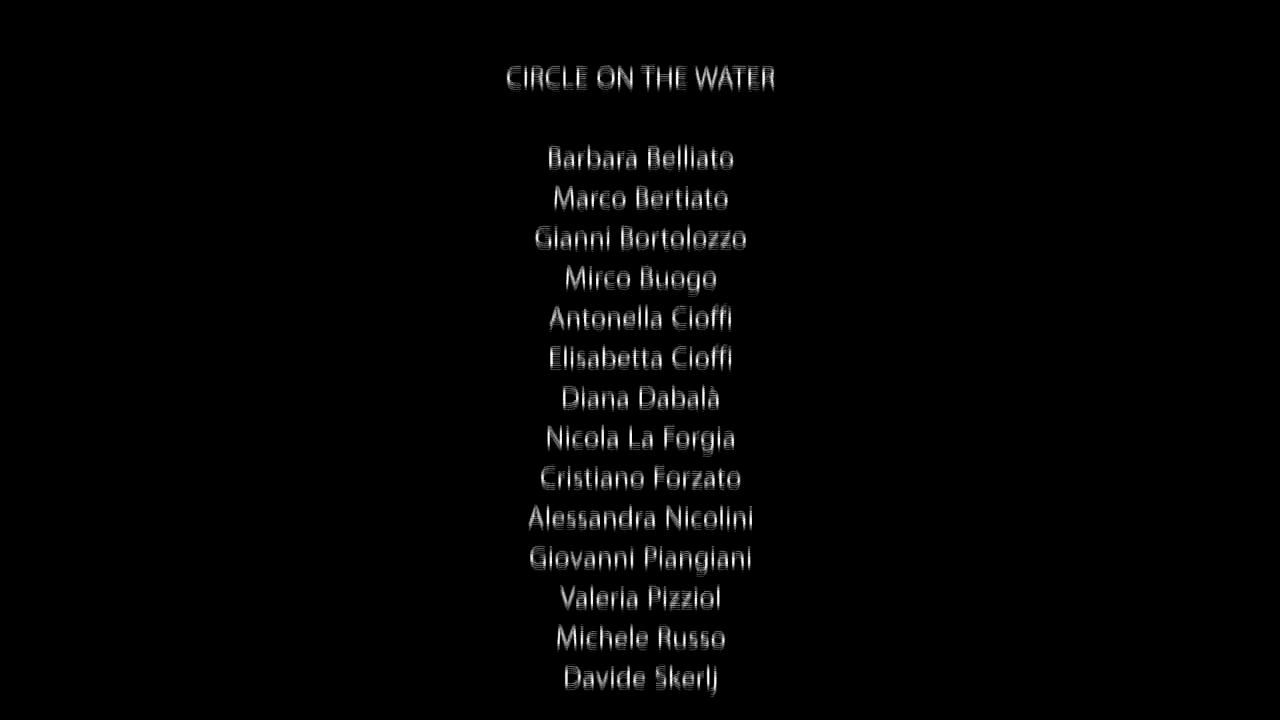 CIRCLE ON THE WATER
Barbara Belliato
Marco Bertiato
Gianni Bortolozzo
Mirco Buogo
Antonella Cioffi
Elisabetta Cioffi
Diana Dabalà
Nicola La Forgia
Cristiano Forzato
Alessandra Nicolini
Giovanni Piangiani
Valeria Pizziol
Michele Russo
Davide Skerlj